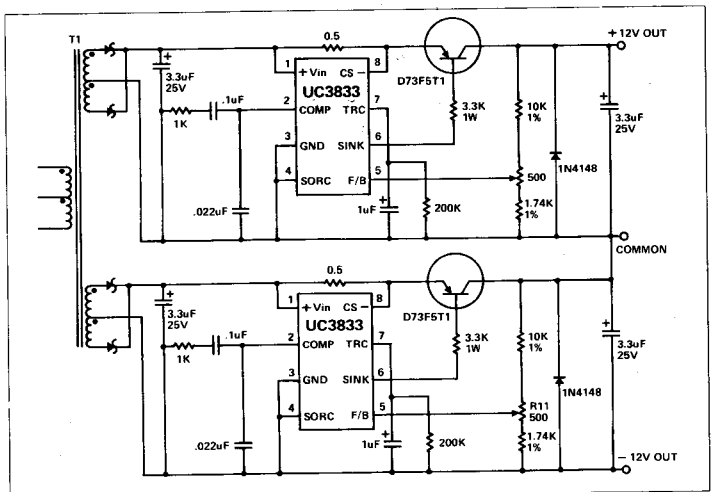 T1
0.5
+ 12V OUT
1
8
+ Vin
CS −
UC3833
D73F5T1
3.3uF
25V
.1uF
2
COMP
TRC
7
3.3K
1W
10K
1%
3.3uF
25V
1K
3
GND
SINK
6
1N4148
4
SORC
F/B
5
500
.022uF
1uF
200K
1.74K
1%
COMMON
0.5
1
8
+ Vin
CS −
UC3833
D73F5T1
3.3uF
25V
.1uF
2
COMP
TRC
7
3.3K
1W
10K
1%
3.3uF
25V
1K
3
GND
SINK
6
1N4148
4
SORC
F/B
5
R11
500
.022uF
1uF
200K
1.74K
1%
− 12V OUT